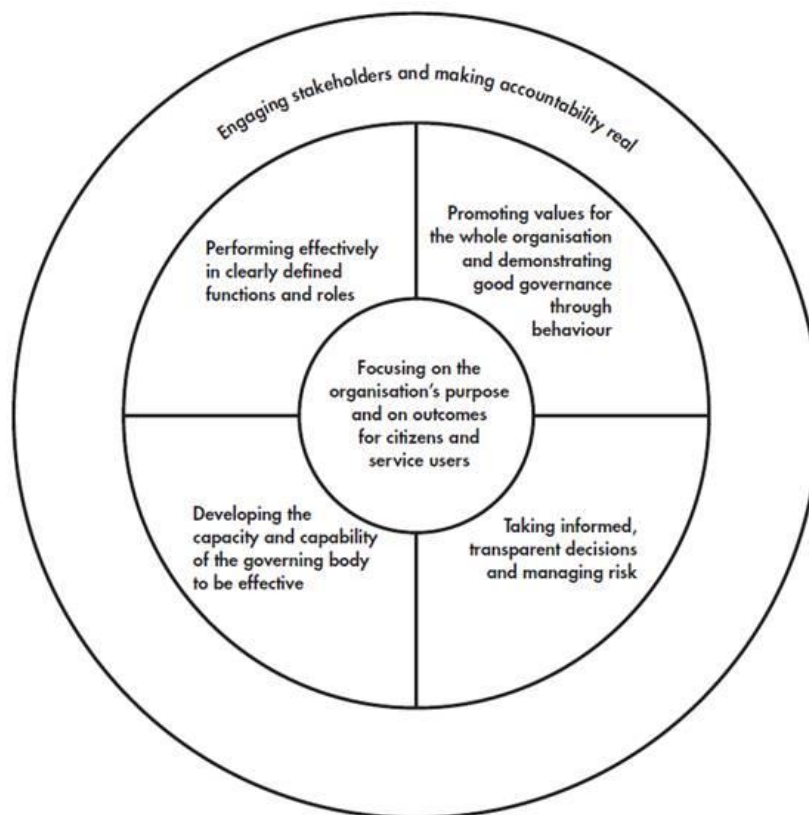 Engaging stakeholders and making accountability real
Performing effectively
in clearly defined
functions and roles
Promoting values for
the whole organisation
and demonstrating
good governance
through
behaviour
Focusing on the
organisation's purpose
and on outcomes
for citizens and
service users
Developing the
capacity and capability
of the governing body
to be effective
Taking informed,
transparent decisions
and managing risk